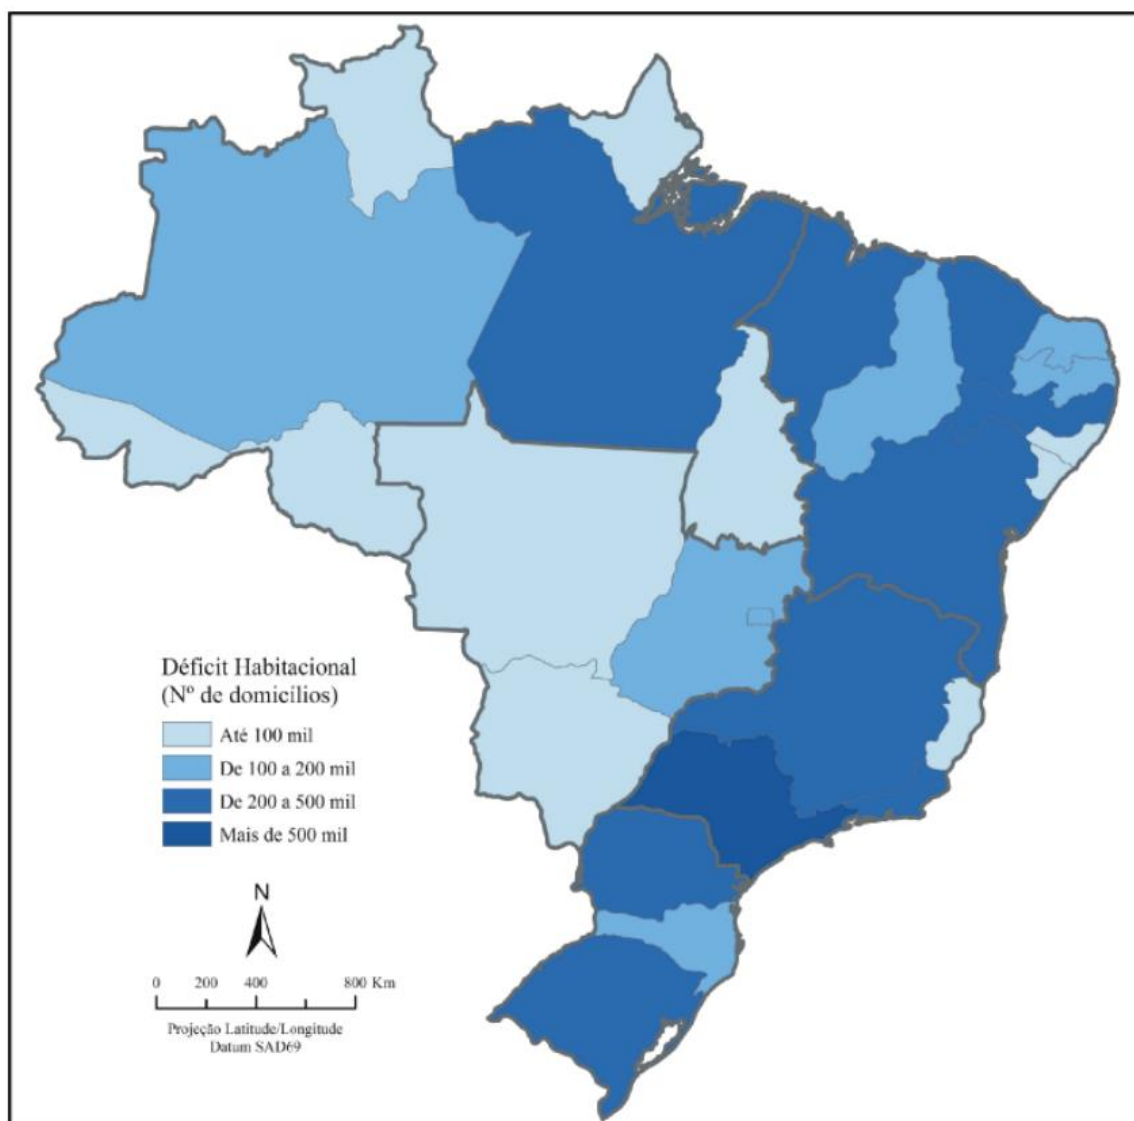 Déficit Habitacional
(Nº de domicílios)
Até 100 mil
De 100 a 200 mil
De 200 a 500 mil
Mais de 500 mil
N
0 200 400 800 Km
Projeção Latitude/Longitude
Datum SAD69